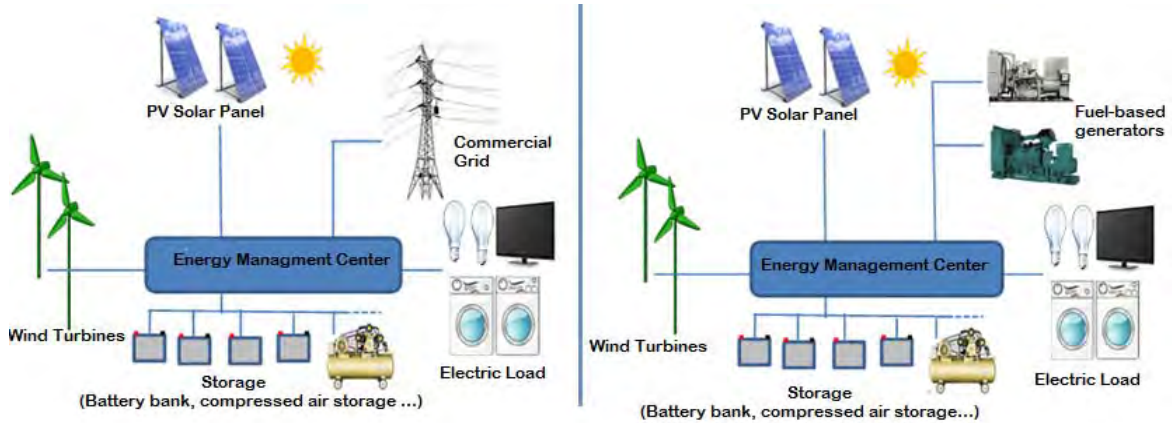 PV Solar Panel
Commercial
Grid
Energy Managment Center
Wind Turbines
Storage
(Battery bank, compressed air storage ...)
Electric Load
PV Solar Panel
Fuel-based
generators
Energy Management Center
Wind Turbines
Storage
(Battery bank, compressed air storage...)
Electric Load